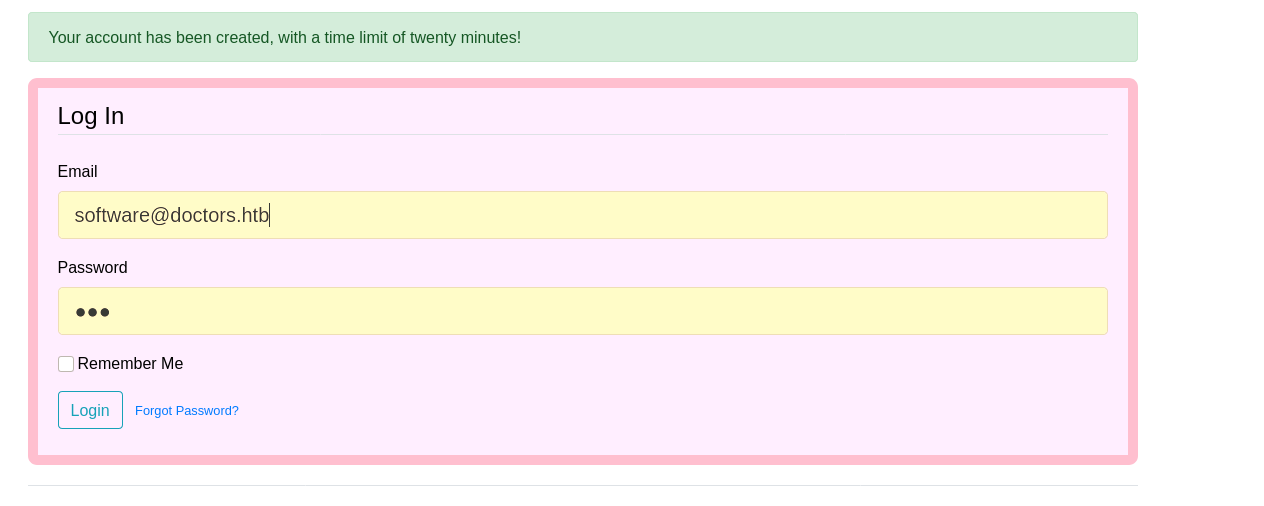 Your account has been created, with a time limit of twenty minutes!
Log In
Email
software@doctors.htb
Password
●●●
Remember Me
Login Forgot Password?